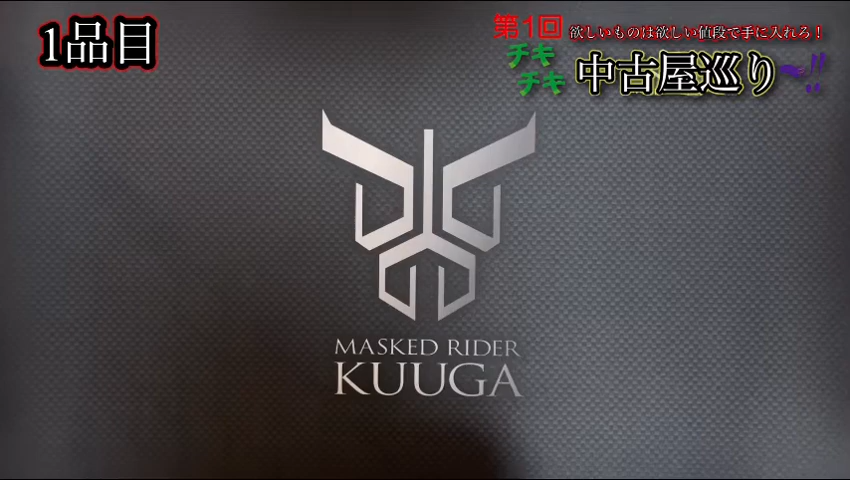 1品目
第1回 欲しいものは欲しい値段で手に入れろ！
チキ
チキ 中古屋巡り〜!!
MASKED RIDER
KUUGA